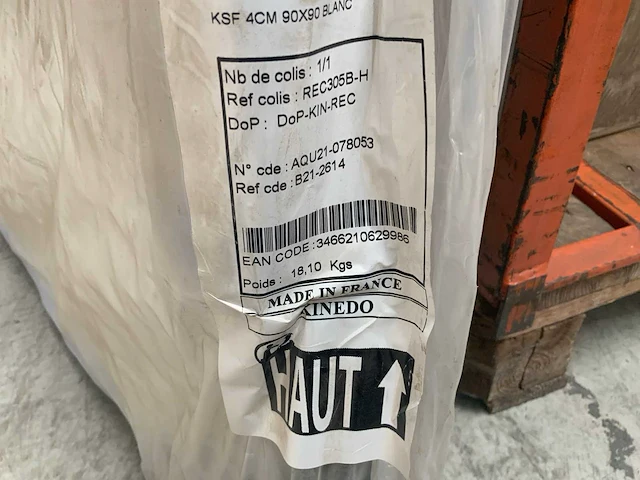 KSF 4CM 90X90 BLANC
Nb de colis : 1/1
Ref colis : REC305B-H
DoP : DoP-KIN-REC
N° cde : AQU21-078053
Ref cde : B21-2614
EAN CODE : 3466210629986
Poids : 18,10 Kgs
MADE IN FRANCE
KINEDO
HAUT